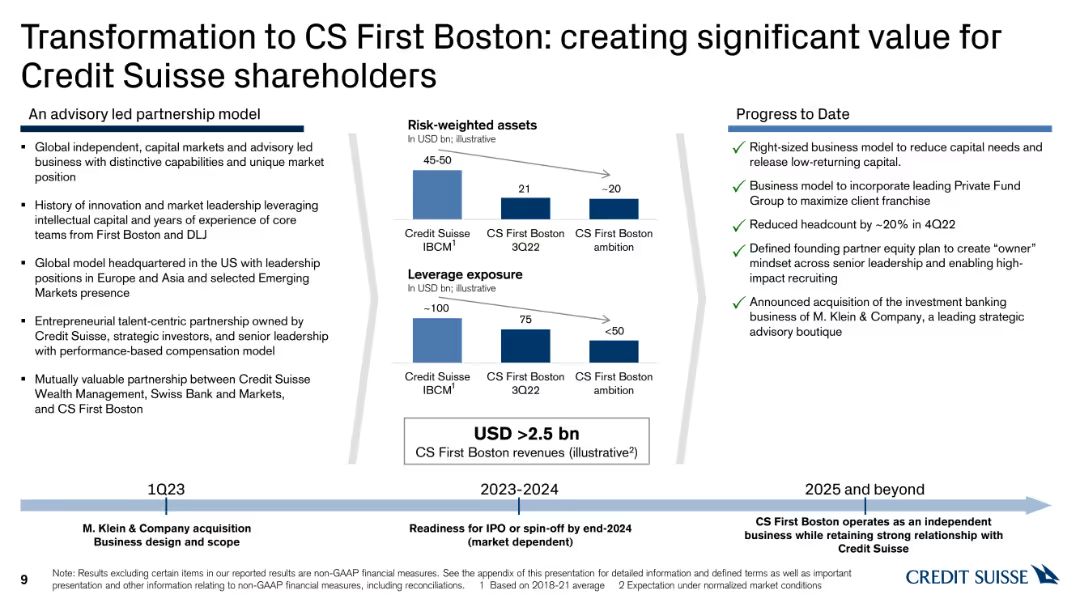 Transformation to CS First Boston: creating significant value for
Credit Suisse shareholders
An advisory led partnership model
▪ Global independent, capital markets and advisory led
business with distinctive capabilities and unique market
position
▪ History of innovation and market leadership leveraging
intellectual capital and years of experience of core
teams from First Boston and DLJ
▪ Global model headquartered in the US with leadership
positions in Europe and Asia and selected Emerging
Markets presence
▪ Entrepreneurial talent-centric partnership owned by
Credit Suisse, strategic investors, and senior leadership
with performance-based compensation model
▪ Mutually valuable partnership between Credit Suisse
Wealth Management, Swiss Bank and Markets,
and CS First Boston
Risk-weighted assets
In USD bn; illustrative
45-50
21
~20
Credit Suisse
IBCM¹
CS First Boston
3Q22
CS First Boston
ambition
Leverage exposure
In USD bn; illustrative
~100
75
<50
Credit Suisse
IBCM¹
CS First Boston
3Q22
CS First Boston
ambition
USD >2.5 bn
CS First Boston revenues (illustrative²)
Progress to Date
✓ Right-sized business model to reduce capital needs and
release low-returning capital.
✓ Business model to incorporate leading Private Fund
Group to maximize client franchise
✓ Reduced headcount by ~20% in 4Q22
✓ Defined founding partner equity plan to create “owner”
mindset across senior leadership and enabling high-
impact recruiting
✓ Announced acquisition of the investment banking
business of M. Klein & Company, a leading strategic
advisory boutique
1Q23
M. Klein & Company acquisition
Business design and scope
2023-2024
Readiness for IPO or spin-off by end-2024
(market dependent)
2025 and beyond
CS First Boston operates as an independent
business while retaining strong relationship with
Credit Suisse
9
Note: Results excluding certain items in our reported results are non-GAAP financial measures. See the appendix of this presentation for detailed information and defined terms as well as important
presentation and other information relating to non-GAAP financial measures, including reconciliations. 1 Based on 2018-21 average 2 Expectation under normalized market conditions
CREDIT SUISSE